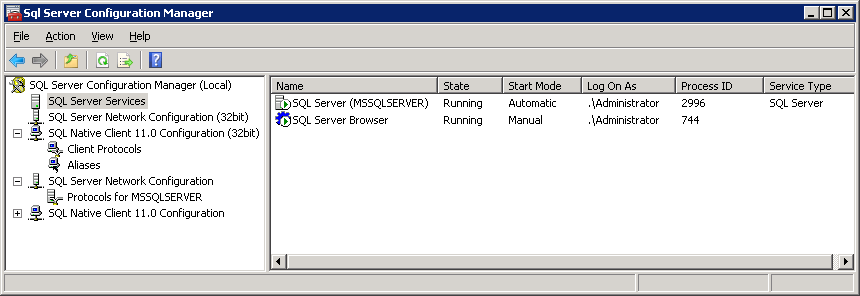 Sql Server Configuration Manager
File Action View Help
SQL Server Configuration Manager (Local)
SQL Server Services
SQL Server Network Configuration (32bit)
SQL Native Client 11.0 Configuration (32bit)
Client Protocols
Aliases
SQL Server Network Configuration
Protocols for MSSQLSERVER
SQL Native Client 11.0 Configuration
Name State Start Mode Log On As Process ID Service Type
SQL Server (MSSQLSERVER) Running Automatic .\Administrator 2996 SQL Server
SQL Server Browser Running Manual .\Administrator 744